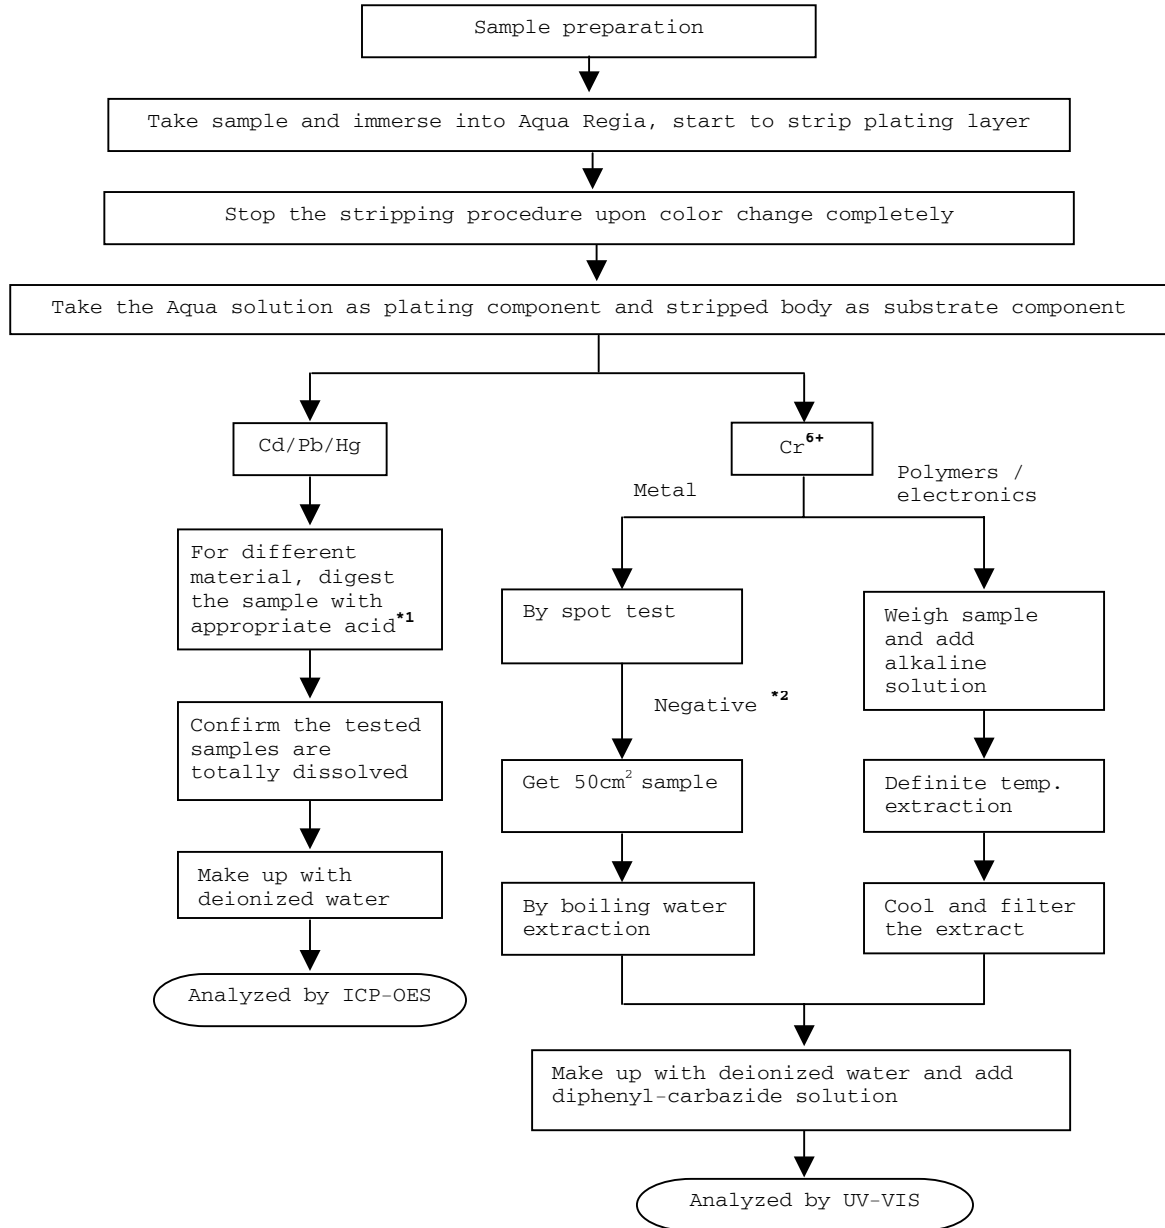 Sample preparation
Take sample and immerse into Aqua Regia, start to strip plating layer
Stop the stripping procedure upon color change completely
Take the Aqua solution as plating component and stripped body as substrate component
Cd/Pb/Hg
For different
material, digest
the sample with
appropriate acid*1
Confirm the tested
samples are
totally dissolved
Make up with
deionized water
Analyzed by ICP-OES
Cr6+
Metal
By spot test
Negative *2
Get 50cm2 sample
By boiling water
extraction
Polymers /
electronics
Weigh sample
and add
alkaline
solution
Definite temp.
extraction
Cool and filter
the extract
Make up with deionized water and add
diphenyl-carbazide solution
Analyzed by UV-VIS